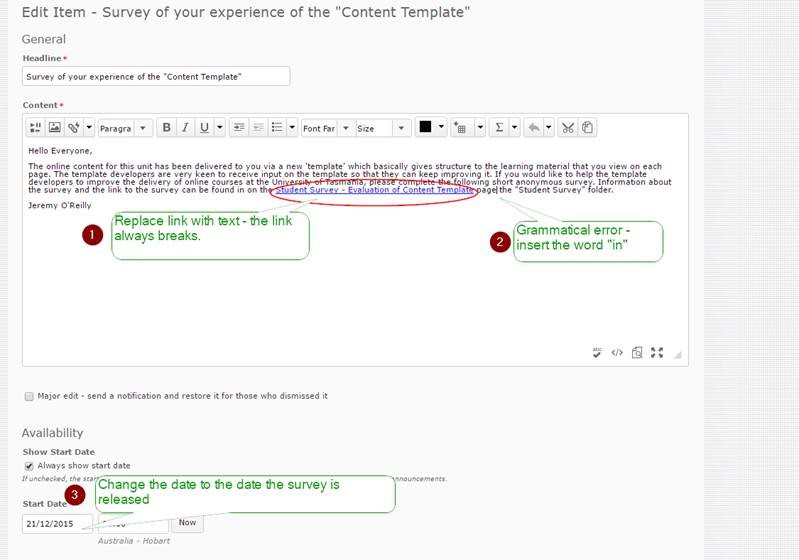 Edit Item - Survey of your experience of the "Content Template"
General
Headline*
Survey of your experience of the "Content Template"
Content*
Paragra B I U Font Far Size
Hello Everyone,
The online content for this unit has been delivered to you via a new 'template' which basically gives structure to the learning material that you view on each
page. The template developers are very keen to receive input on the template so that they can keep improving it. If you would like to help the template
developers to improve the delivery of online courses at the University of Tasmania, please complete the following short anonymous survey. Information about
the survey and the link to the survey can be found in on the Student Survey - Evaluation of Content Template page the "Student Survey" folder.
Jeremy O'Reilly
1
Replace link with text - the link
always breaks.
2
Grammatical error -
insert the word "in"
Major edit - send a notification and restore it for those who dismissed it
Availability
Show Start Date
Always show start date
If unchecked, the star nnouncements.
3
Change the date to the date the survey is
released
Start Date
21/12/2015 Now
Australia - Hobart